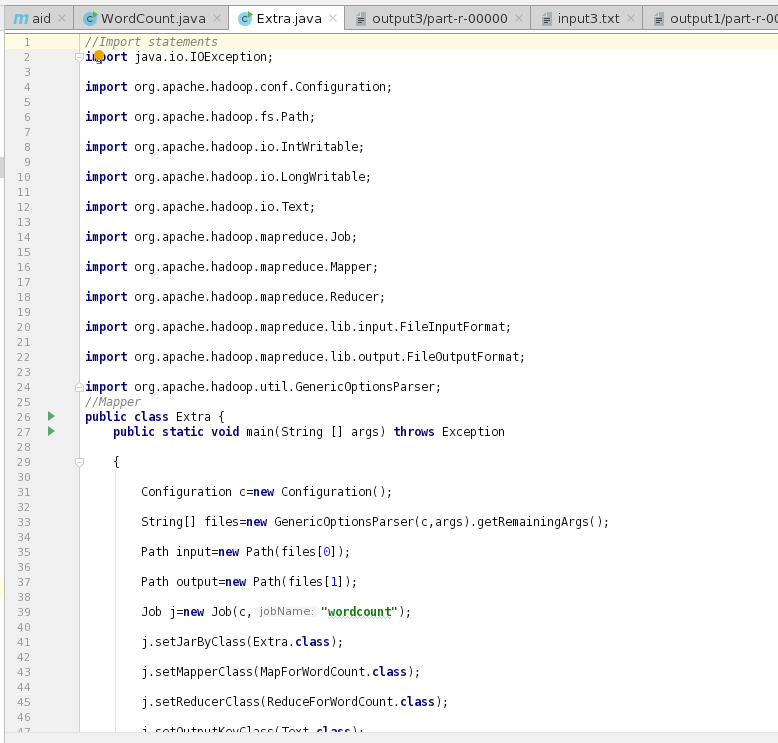 m aid × WordCount.java × Extra.java × output3/part-r-00000 × input3.txt × output1/part-r-00
1 //Import statements
2 import java.io.IOException;
3
4 import org.apache.hadoop.conf.Configuration;
5
6 import org.apache.hadoop.fs.Path;
7
8 import org.apache.hadoop.io.IntWritable;
9
10 import org.apache.hadoop.io.LongWritable;
11
12 import org.apache.hadoop.io.Text;
13
14 import org.apache.hadoop.mapreduce.Job;
15
16 import org.apache.hadoop.mapreduce.Mapper;
17
18 import org.apache.hadoop.mapreduce.Reducer;
19
20 import org.apache.hadoop.mapreduce.lib.input.FileInputFormat;
21
22 import org.apache.hadoop.mapreduce.lib.output.FileOutputFormat;
23
24 import org.apache.hadoop.util.GenericOptionsParser;
25 //Mapper
26 public class Extra {
27 public static void main(String [] args) throws Exception
28
29 {
30
31 Configuration c=new Configuration();
32
33 String[] files=new GenericOptionsParser(c,args).getRemainingArgs();
34
35 Path input=new Path(files[0]);
36
37 Path output=new Path(files[1]);
38
39 Job j=new Job(c, jobName: "wordcount");
40
41 j.setJarByClass(Extra.class);
42
43 j.setMapperClass(MapForWordCount.class);
44
45 j.setReducerClass(ReduceForWordCount.class);
46
47 j.setOutputKeyClass(Text.class);